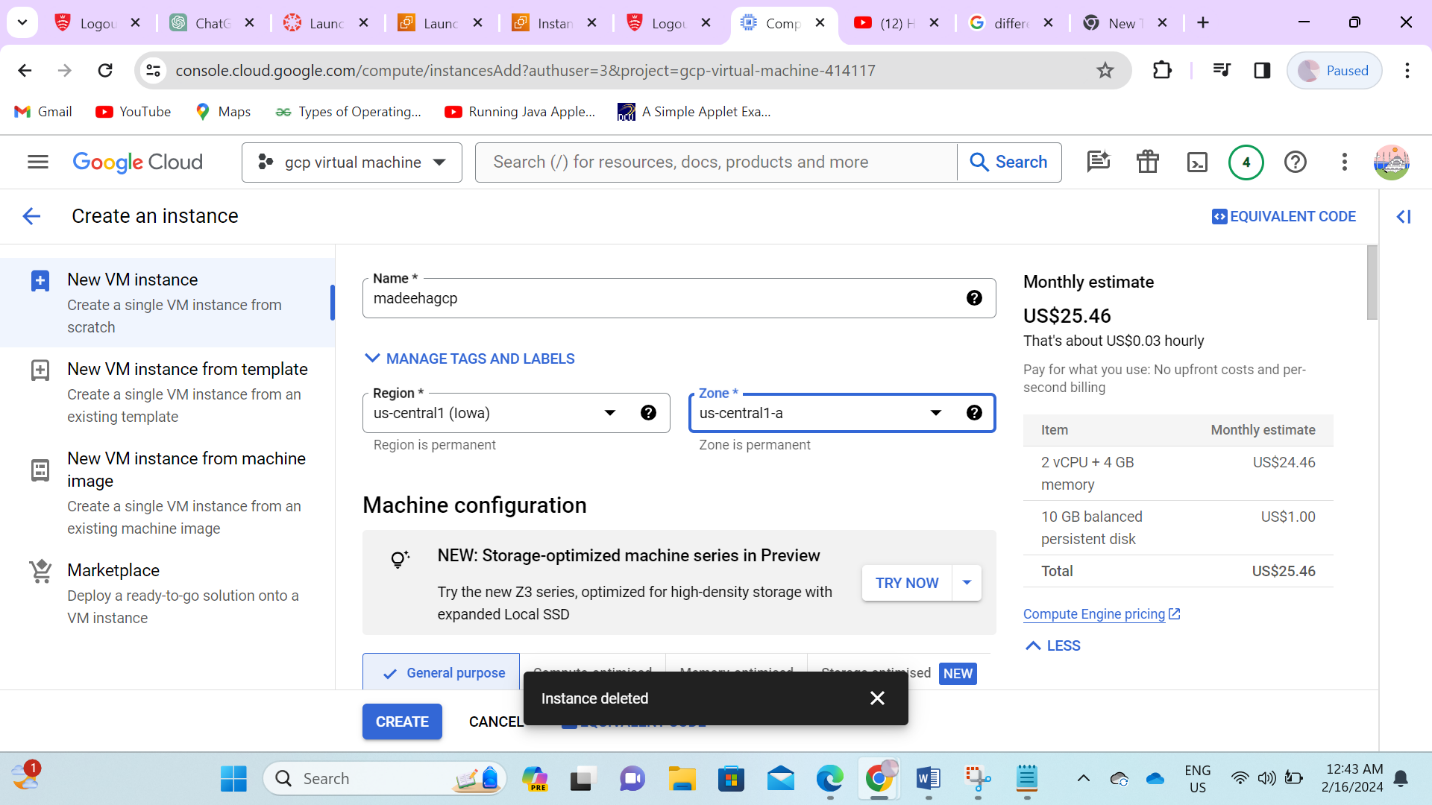 Logou
ChatG
Launc
Launc
Instan
Logou
Comp
(12) H
differe
New T
console.cloud.google.com/compute/instancesAdd?authuser=3&project=gcp-virtual-machine-414117
Paused
Gmail
YouTube
Maps
Types of Operating...
Running Java Apple...
A Simple Applet Exa...
Google Cloud
gcp virtual machine
Search (/) for resources, docs, products and more
Search
4
Create an instance
EQUIVALENT CODE
New VM instance
Create a single VM instance from
scratch
New VM instance from template
Create a single VM instance from an
existing template
New VM instance from machine
image
Create a single VM instance from an
existing machine image
Marketplace
Deploy a ready-to-go solution onto a
VM instance
Name *
madeehagcp
MANAGE TAGS AND LABELS
Region *
us-central1 (Iowa)
Region is permanent
Zone *
us-central1-a
Zone is permanent
Machine configuration
NEW: Storage-optimized machine series in Preview
Try the new Z3 series, optimized for high-density storage with
expanded Local SSD
TRY NOW
General purpose
Compute-optimised
Memory-optimised
Storage-optimised
NEW
Instance deleted
CREATE
CANCEL
EQUIVALENT CODE
Monthly estimate
US$25.46
That's about US$0.03 hourly
Pay for what you use: No upfront costs and per-
second billing
Item Monthly estimate
2 vCPU + 4 GB
memory
US$24.46
10 GB balanced
persistent disk
US$1.00
Total US$25.46
Compute Engine pricing
LESS
1
Search
PRE
ENG
US
12:43 AM
2/16/2024